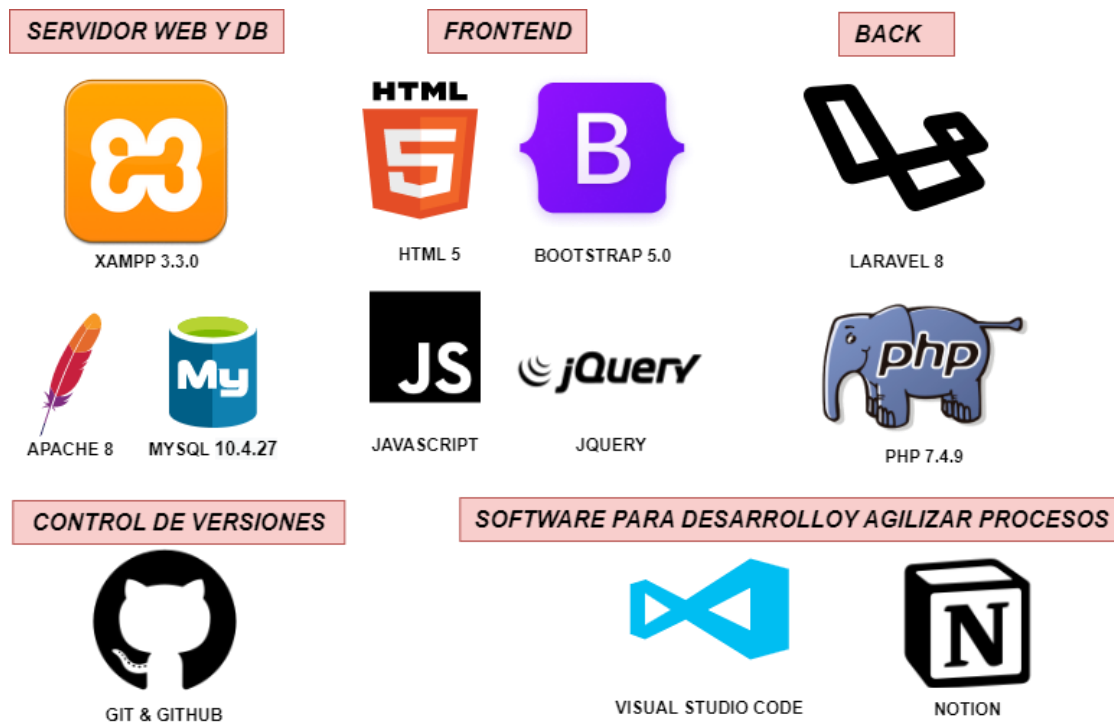 SERVIDOR WEB Y DB
XAMPP 3.3.0
APACHE 8
My
MYSQL 10.4.27
FRONTEND
HTML
5
HTML 5
B
BOOTSTRAP 5.0
JS
JAVASCRIPT
jQuery
JQUERY
BACK
LARAVEL 8
php
PHP 7.4.9
CONTROL DE VERSIONES
GIT & GITHUB
SOFTWARE PARA DESARROLLOY AGILIZAR PROCESOS
VISUAL STUDIO CODE
N
NOTION